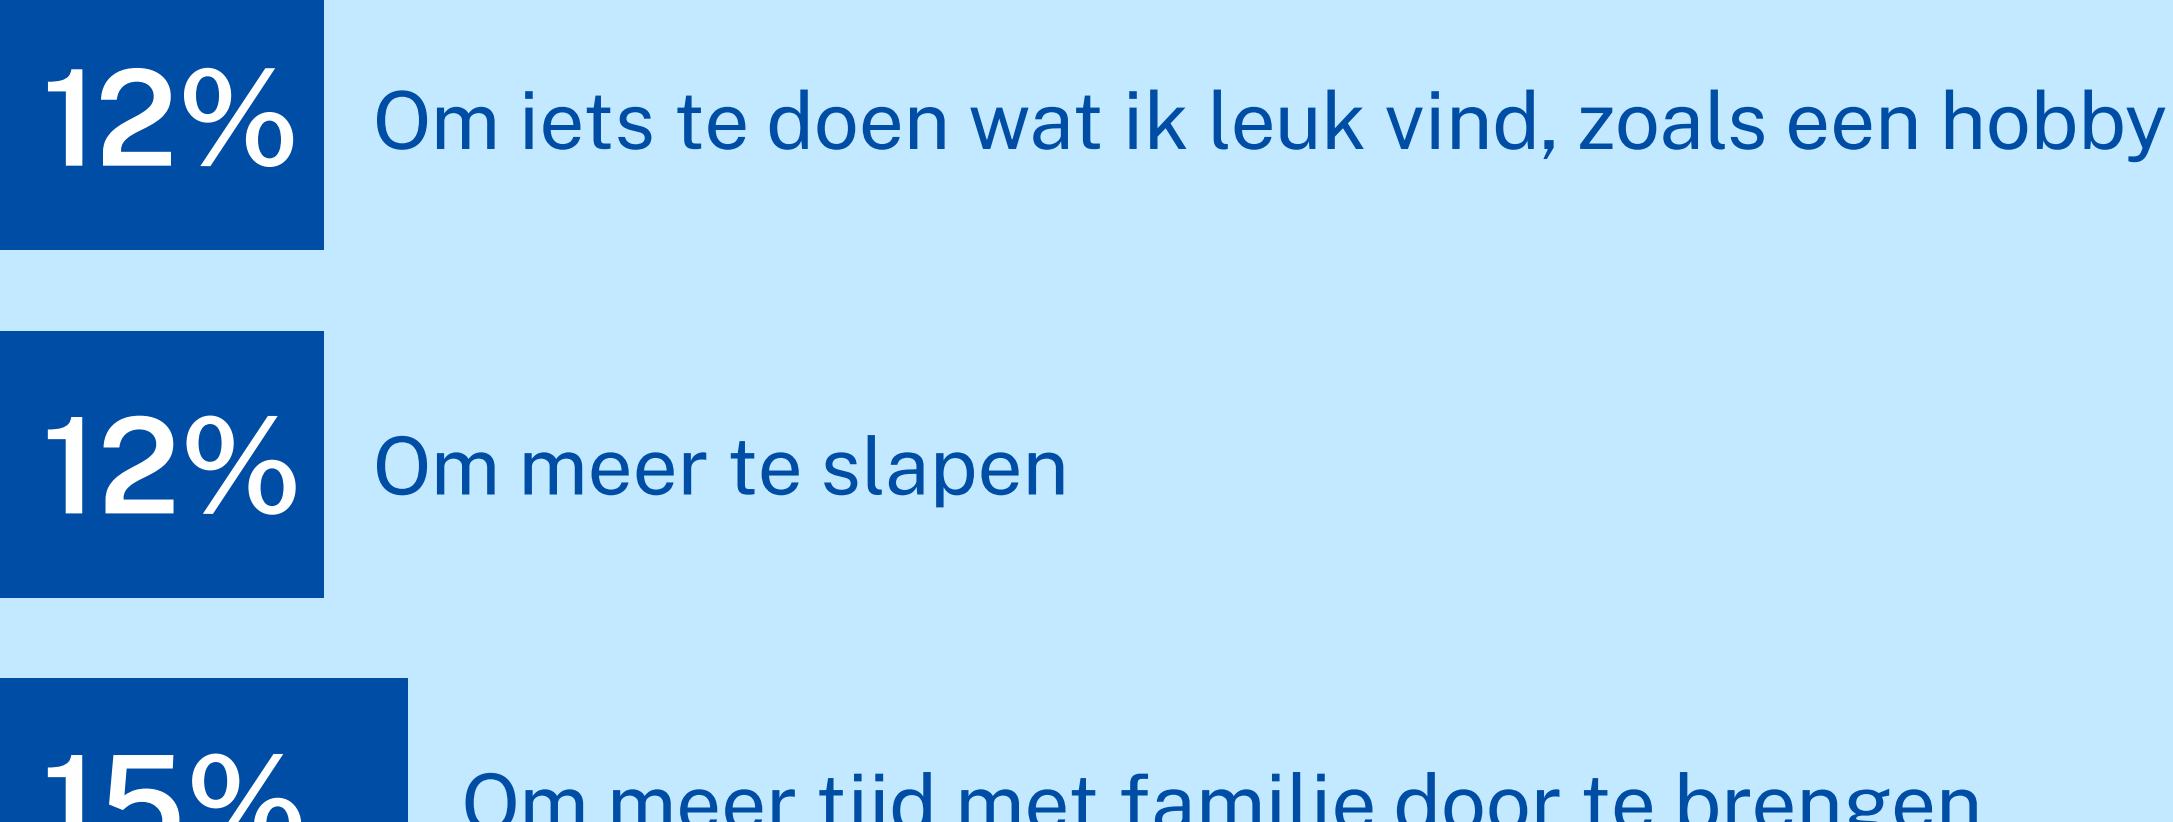 12% Om iets te doen wat ik leuk vind, zoals een hobby
12% Om meer te slapen
15% Om meer tijd met familie door te brengen